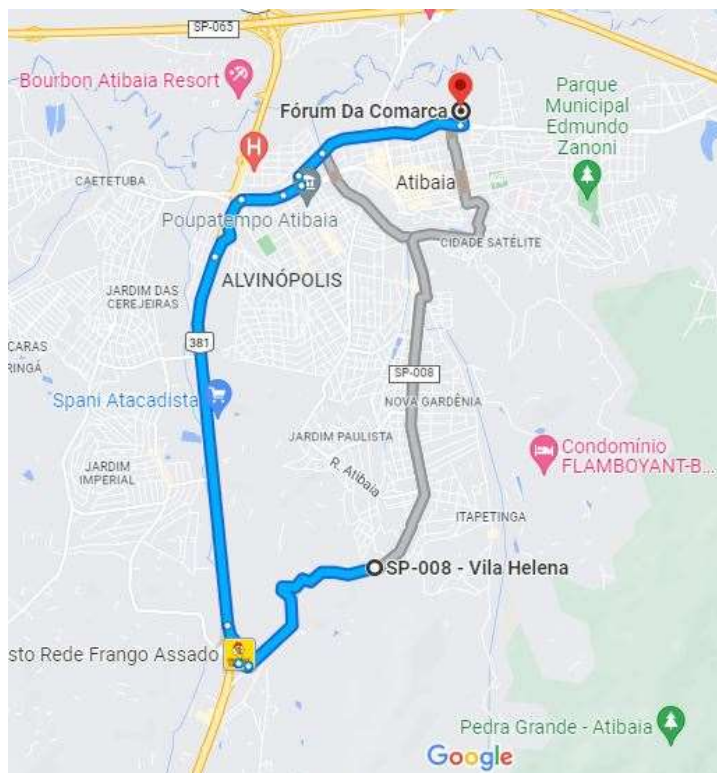 SP-065
Bourbon Atibaia Resort
Fórum Da Comarca
Parque
Municipal
Edmundo
Zanoni
H
CAETETUBA
Atibaia
Poupatempo Atibaia
CIDADE SATÉLITE
ALVINÓPOLIS
JARDIM DAS
CEREJEIRAS
381
CARAS
RINGÁ
SP-008
Spani Atacadista
NOVA GARDÊNIA
JARDIM PAULISTA
Condomínio
FLAMBOYANT-B...
JARDIM
IMPERIAL
R. Atibaia
ITAPETINGA
SP-008 - Vila Helena
sto Rede Frango Assado
Pedra Grande - Atibaia
Google